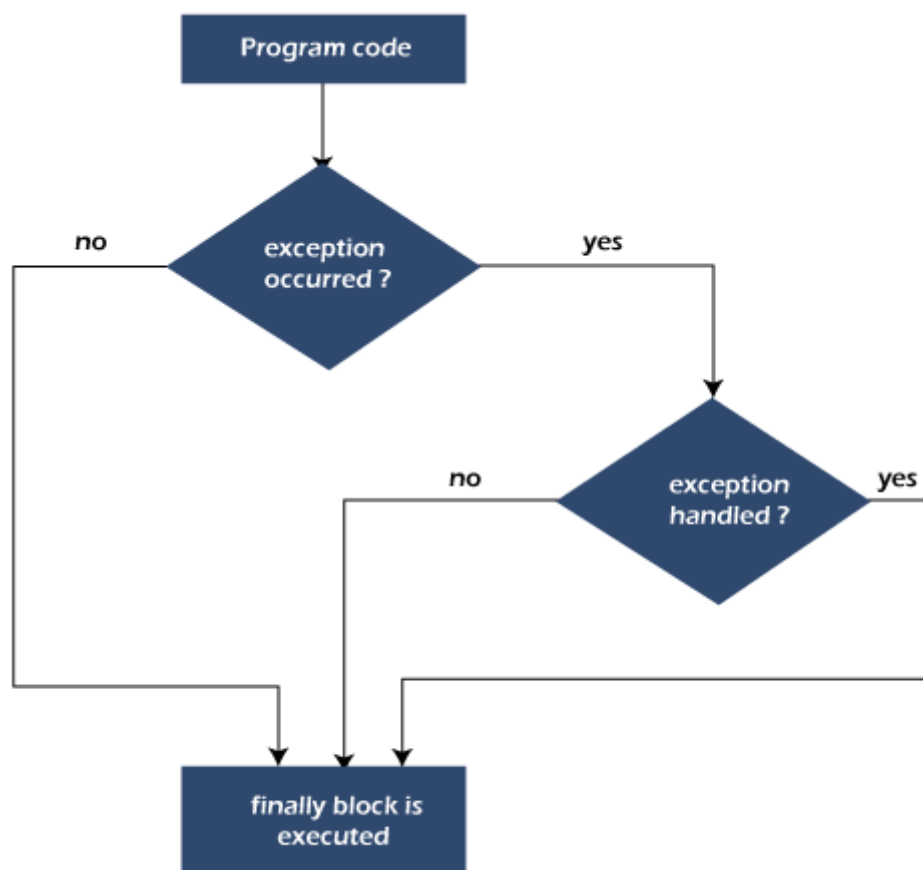 Program code
no
exception
occurred ?
yes
no
exception
handled ?
yes
finally block is
executed